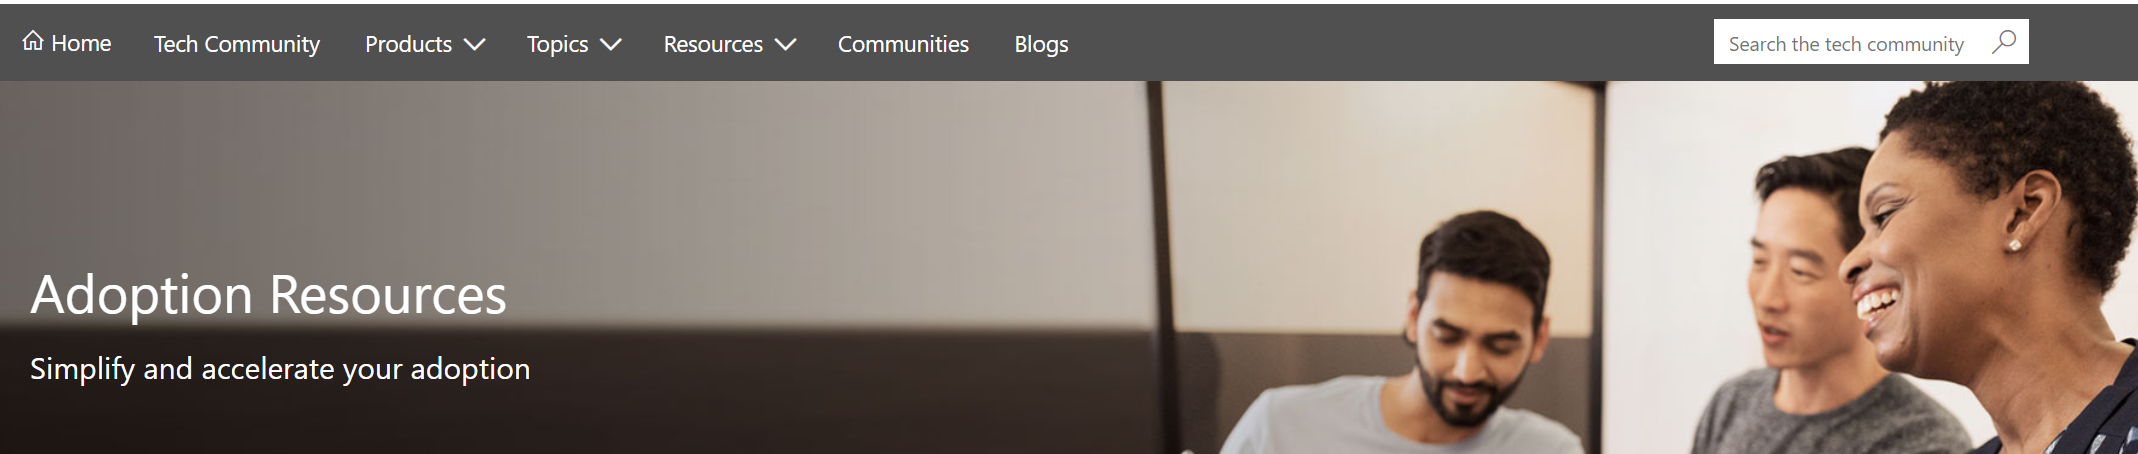 Home Tech Community Products Topics Resources Communities Blogs Search the tech community
Adoption Resources
Simplify and accelerate your adoption